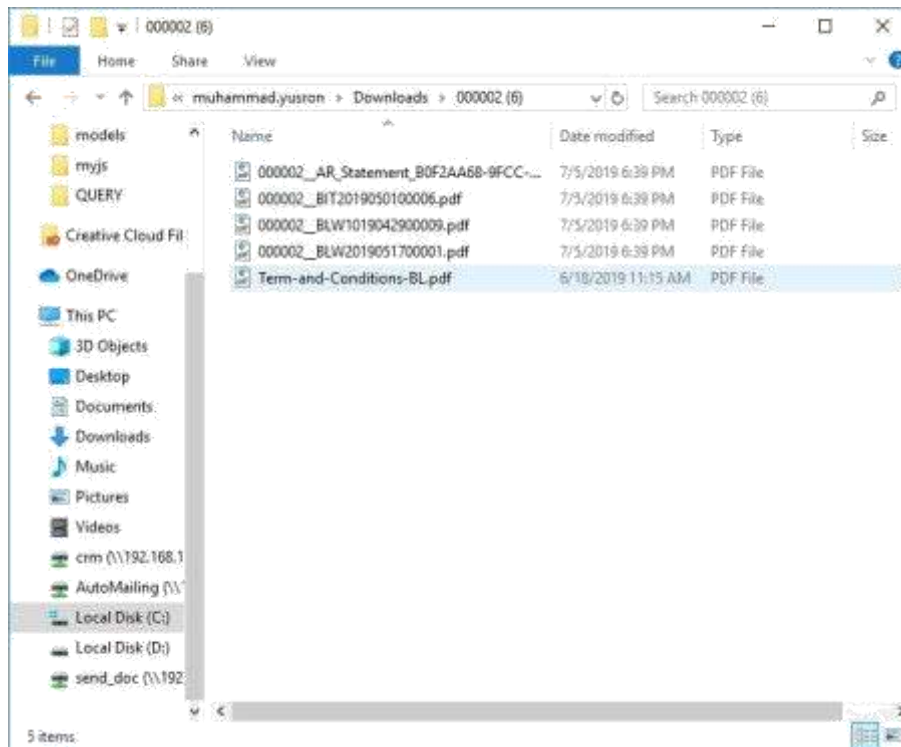 000002 (6)
File Home Share View
« muhammad.yusron > Downloads > 000002 (6) Search 000002 (6)
models
myjs
QUERY
Creative Cloud Fil
OneDrive
This PC
3D Objects
Desktop
Documents
Downloads
Music
Pictures
Videos
crm (\\192.168.1
AutoMailing (\\
Local Disk (C:)
Local Disk (D:)
send_doc (\\192
Name Date modified Type Size
000002__AR_Statement_B0F2AA68-9FCC-... 7/5/2019 6:39 PM PDF File
000002__BIT2019050100006.pdf 7/5/2019 6:39 PM PDF File
000002__BLW1019042900009.pdf 7/5/2019 6:39 PM PDF File
000002__BLW2019051700001.pdf 7/5/2019 6:39 PM PDF File
Term-and-Conditions-BL.pdf 6/18/2019 11:15 AM PDF File
5 items